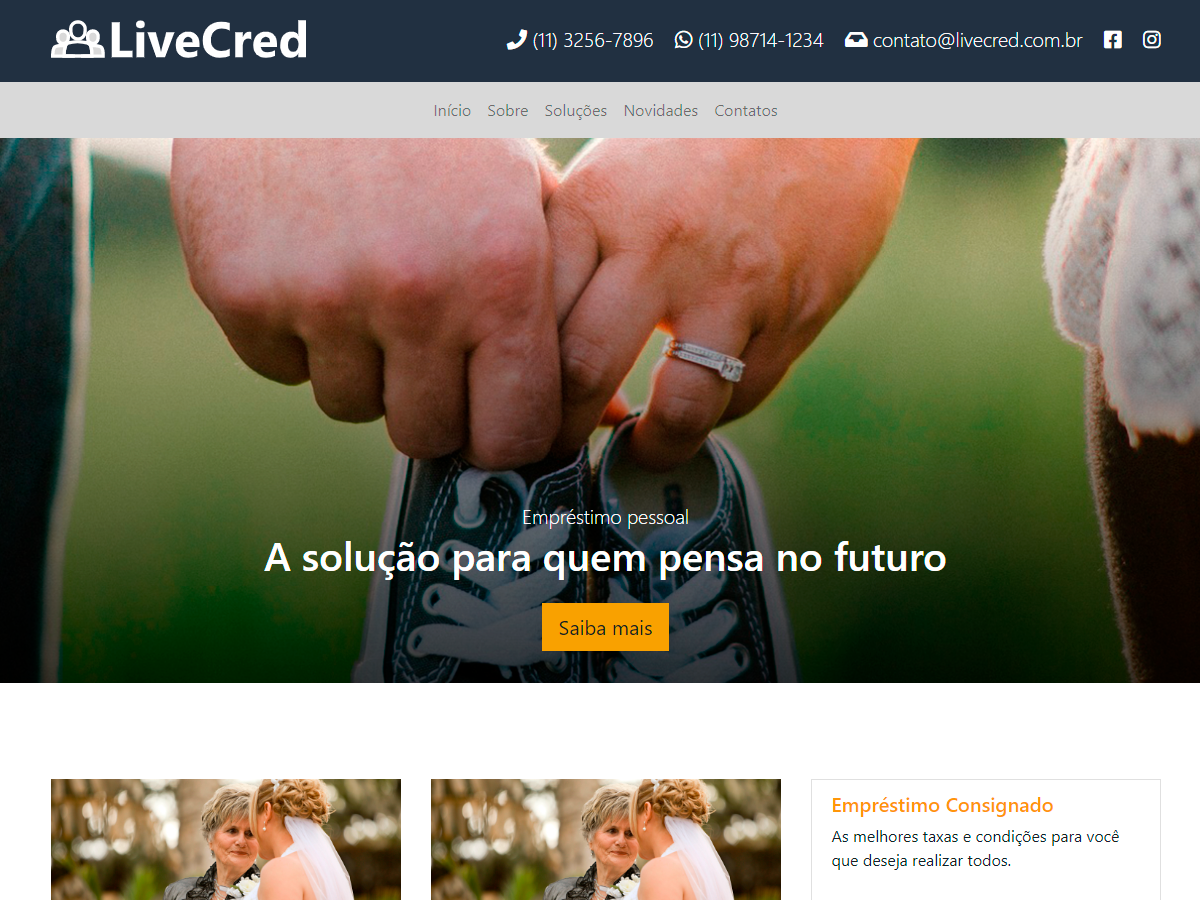 LiveCred
(11) 3256-7896 (11) 98714-1234 contato@livecred.com.br
Início Sobre Soluções Novidades Contatos
Empréstimo pessoal
A solução para quem pensa no futuro
Saiba mais
Empréstimo Consignado
As melhores taxas e condições para você
que deseja realizar todos.